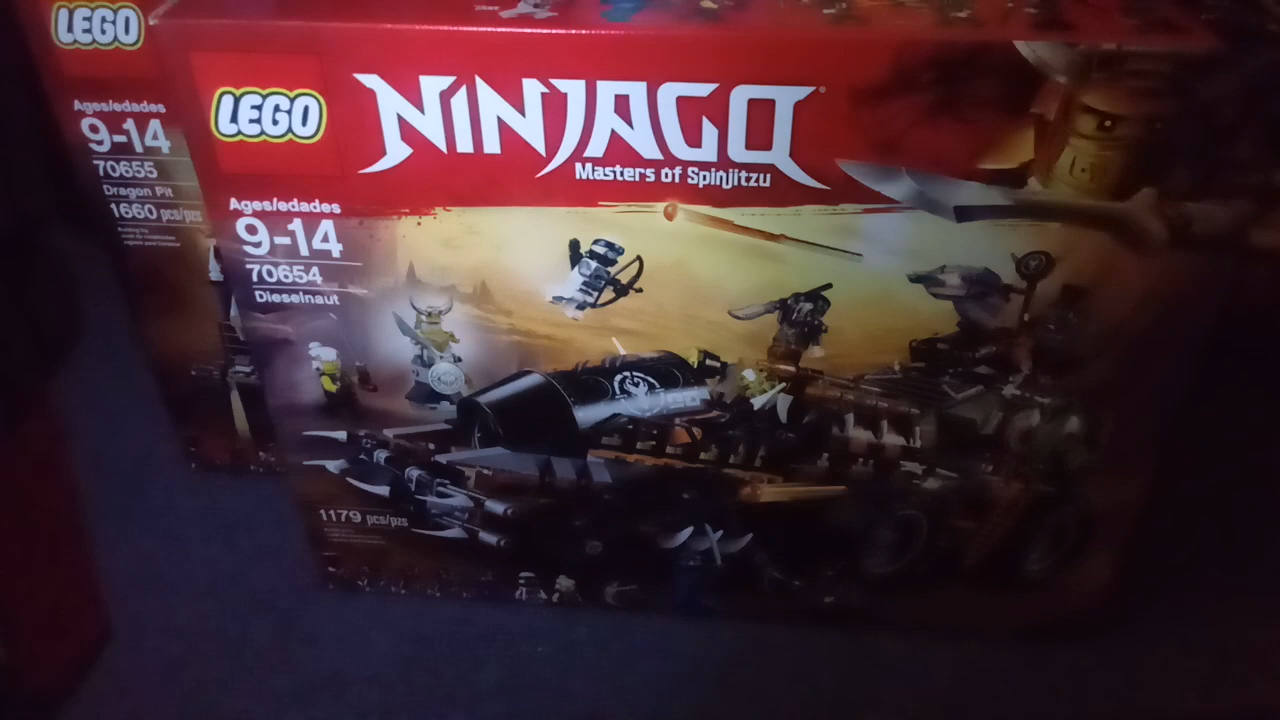 LEGO
Ages/edades
9-14
70655
Dragon Pit
1660 pcs/pzs
LEGO
NINJAGO®
Masters of Spinjitzu
Ages/edades
9-14
70654
Dieselnaut
1179 pcs/pzs